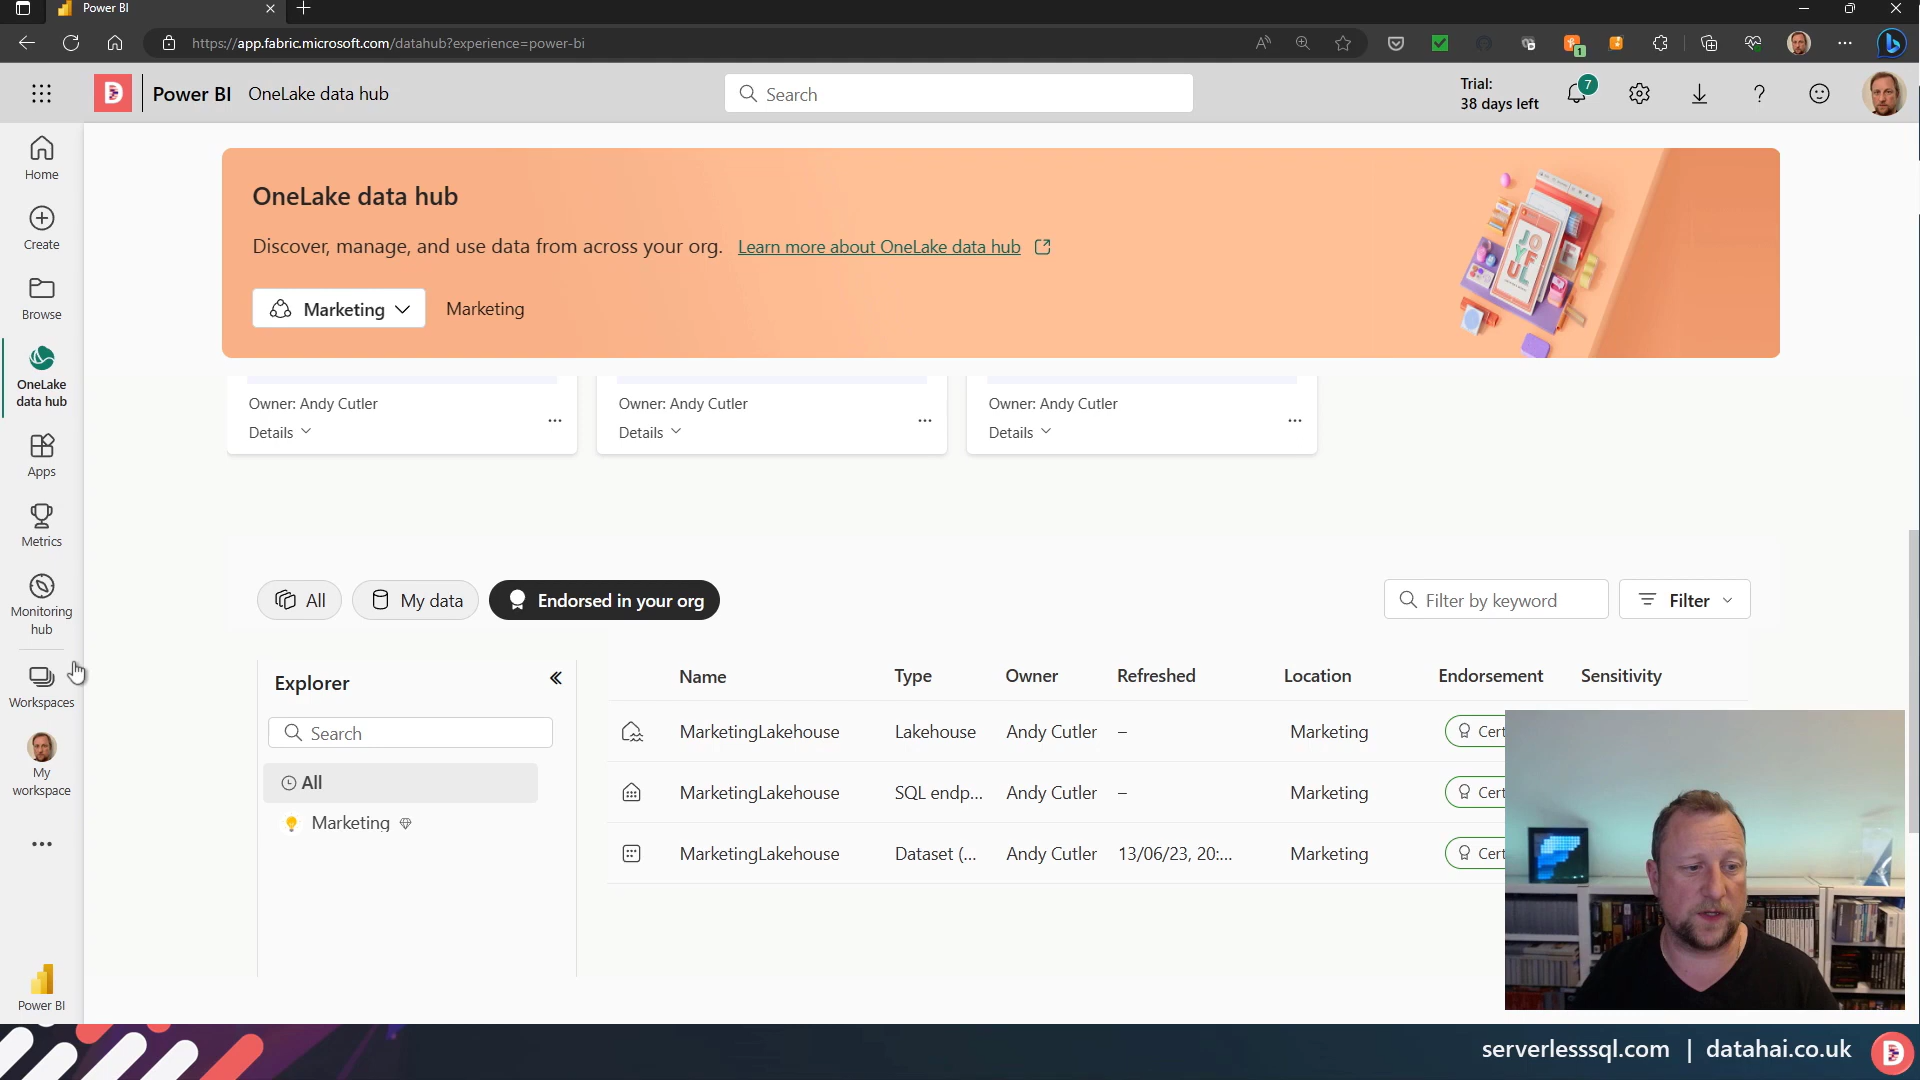 Power BI
https://app.fabric.microsoft.com/datahub?experience=power-bi
1
Power BI OneLake data hub
Search
Trial:
38 days left
7
Home
Create
Browse
OneLake
data hub
Apps
Metrics
Monitoring
hub
Workspaces
My
workspace
Power BI
OneLake data hub
Discover, manage, and use data from across your org. Learn more about OneLake data hub
Marketing Marketing
JOYFUL
Owner: Andy Cutler
Details
Owner: Andy Cutler
Details
Owner: Andy Cutler
Details
All My data Endorsed in your org
Filter by keyword Filter
Explorer
Search
All
Marketing
Name Type Owner Refreshed Location Endorsement Sensitivity
MarketingLakehouse Lakehouse Andy Cutler – Marketing Cert
MarketingLakehouse SQL endp... Andy Cutler – Marketing Cert
MarketingLakehouse Dataset (... Andy Cutler 13/06/23, 20:... Marketing Cert
serverlesssql.com | datahai.co.uk